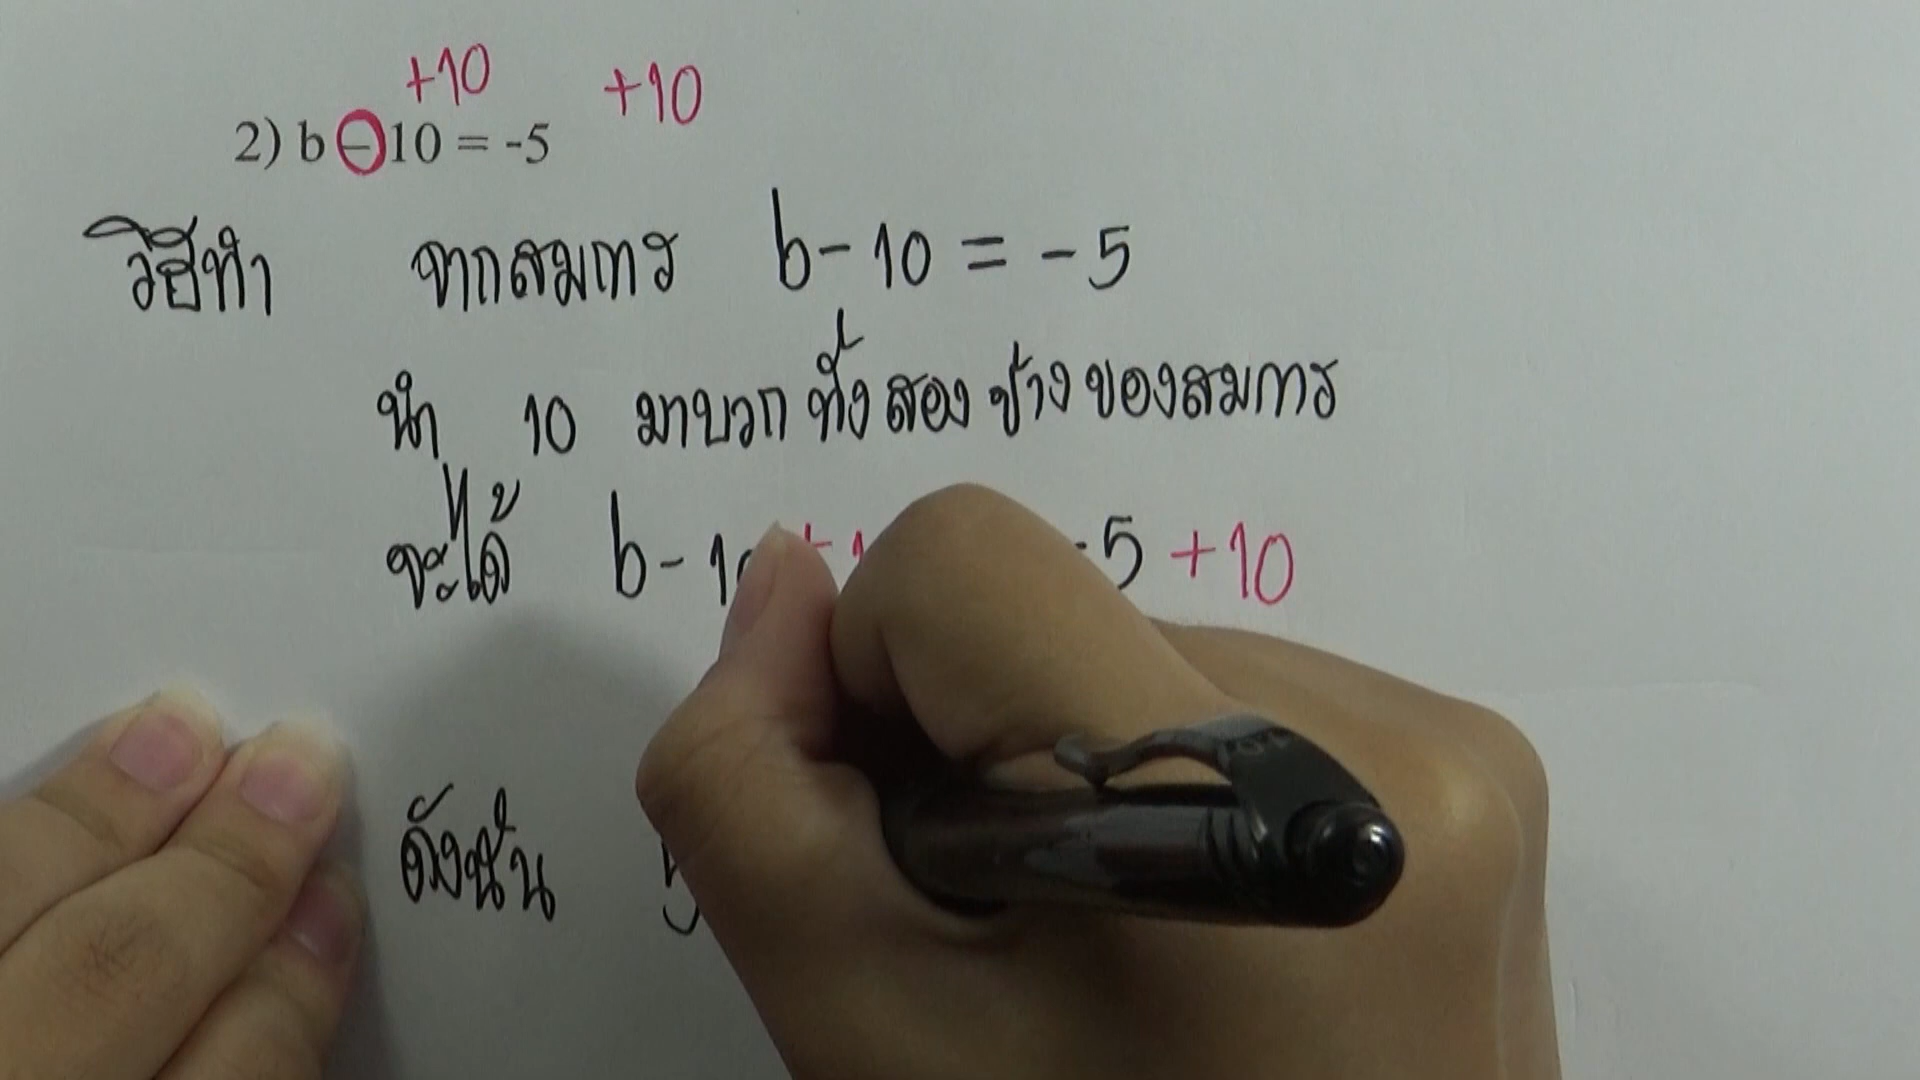 +10 +10
2) b – 10 = -5
วิธีทำ จากสมการ b - 10 = - 5
นำ 10 มาบวกทั้งสองข้างของสมการ
จะได้ b - 10 + 1 -5 + 10
ดังนั้น